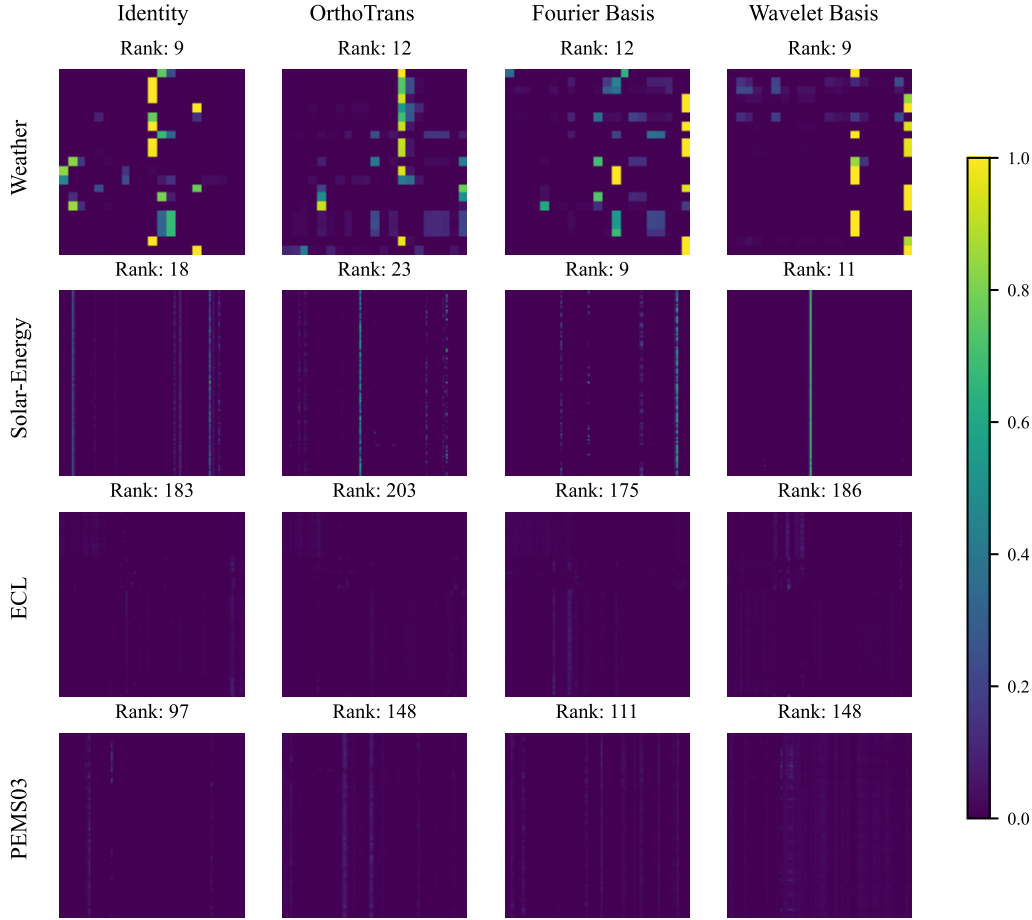 Identity OrthoTrans Fourier Basis Wavelet Basis
Rank: 9 Rank: 12 Rank: 12 Rank: 9
Weather
Rank: 18 Rank: 23 Rank: 9 Rank: 11
Solar-Energy
Rank: 183 Rank: 203 Rank: 175 Rank: 186
ECL
Rank: 97 Rank: 148 Rank: 111 Rank: 148
PEMS03
1.0
0.8
0.6
0.4
0.2
0.0